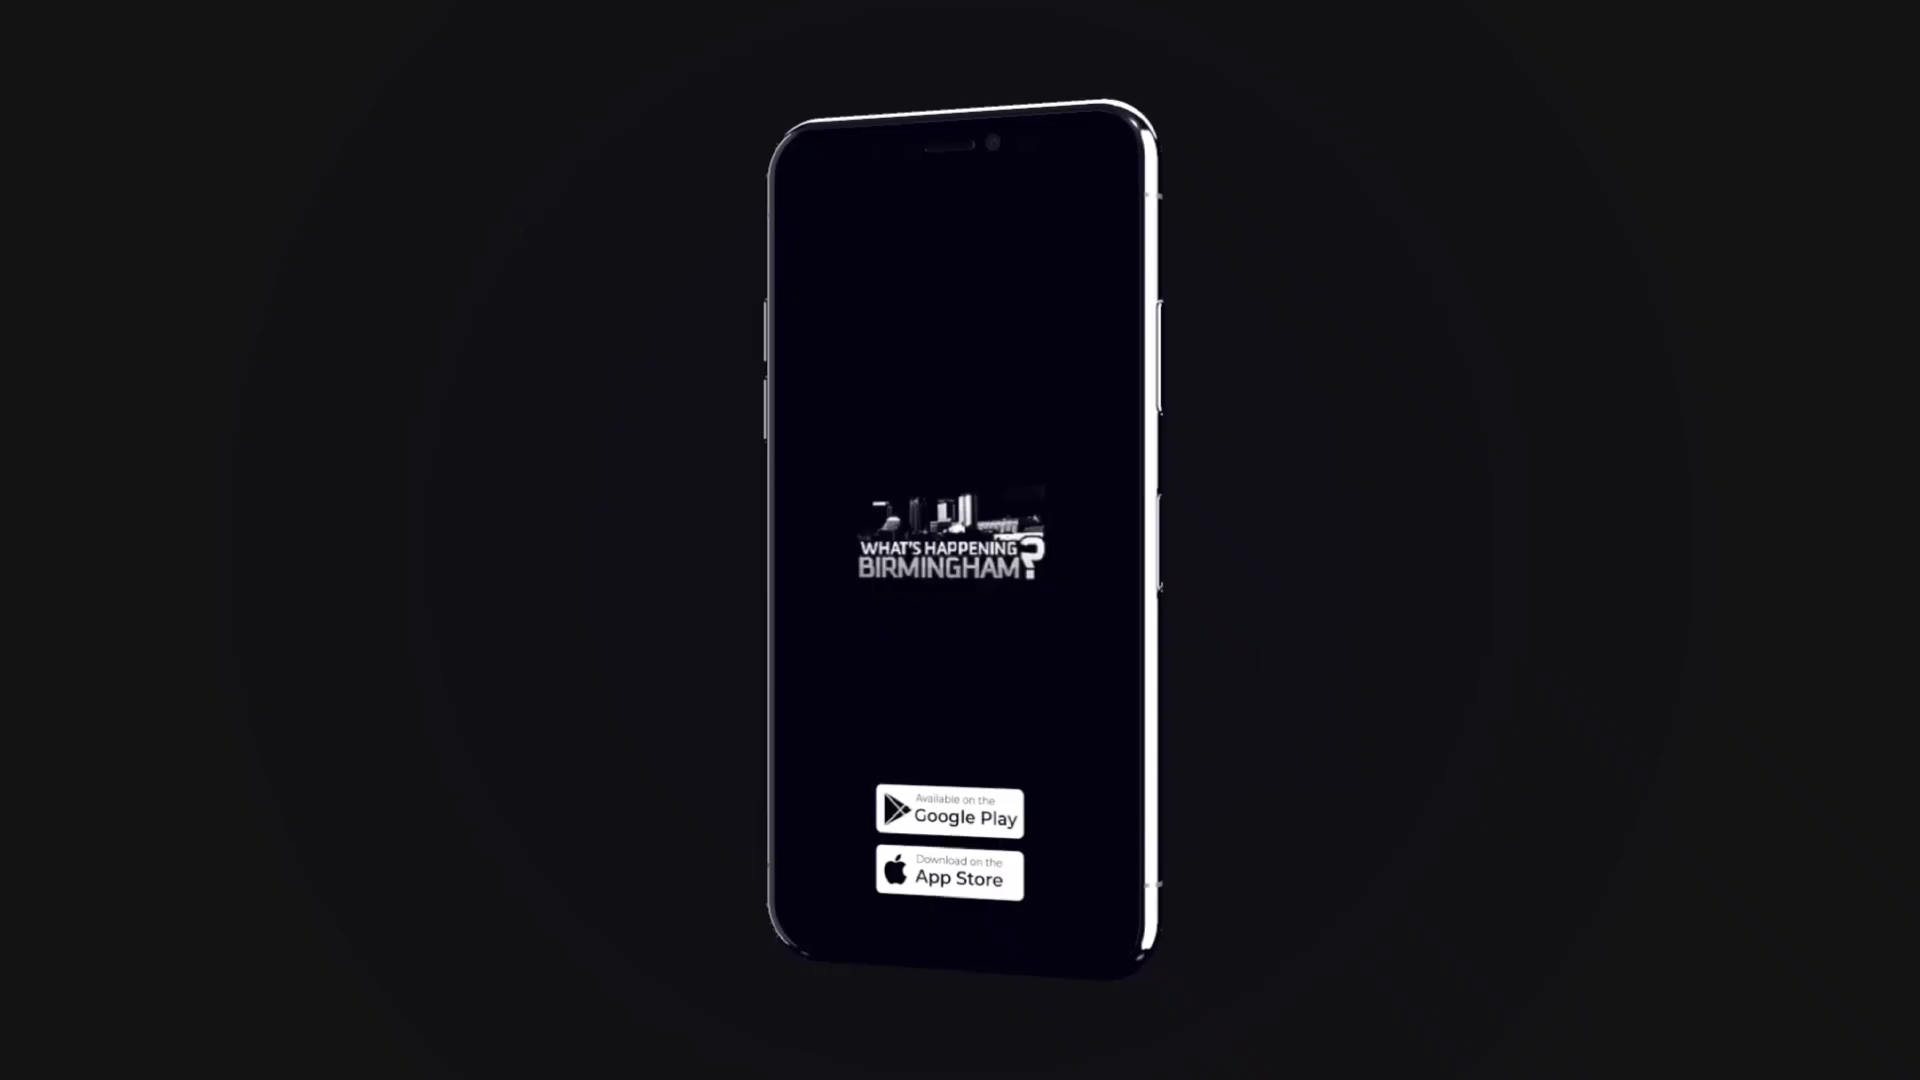 WHAT'S HAPPENING
BIRMINGHAM?
Available on the
Google Play
Download on the
App Store